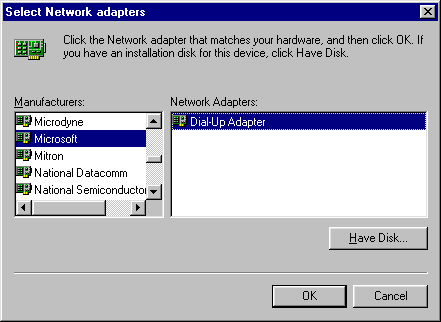 Select Network adapters
Click the Network adapter that matches your hardware, and then click OK. If
you have an installation disk for this device, click Have Disk.
Manufacturers:
Microdyne
Microsoft
Mitron
National Datacomm
National Semiconductor
Network Adapters:
Dial-Up Adapter
Have Disk...
OK
Cancel